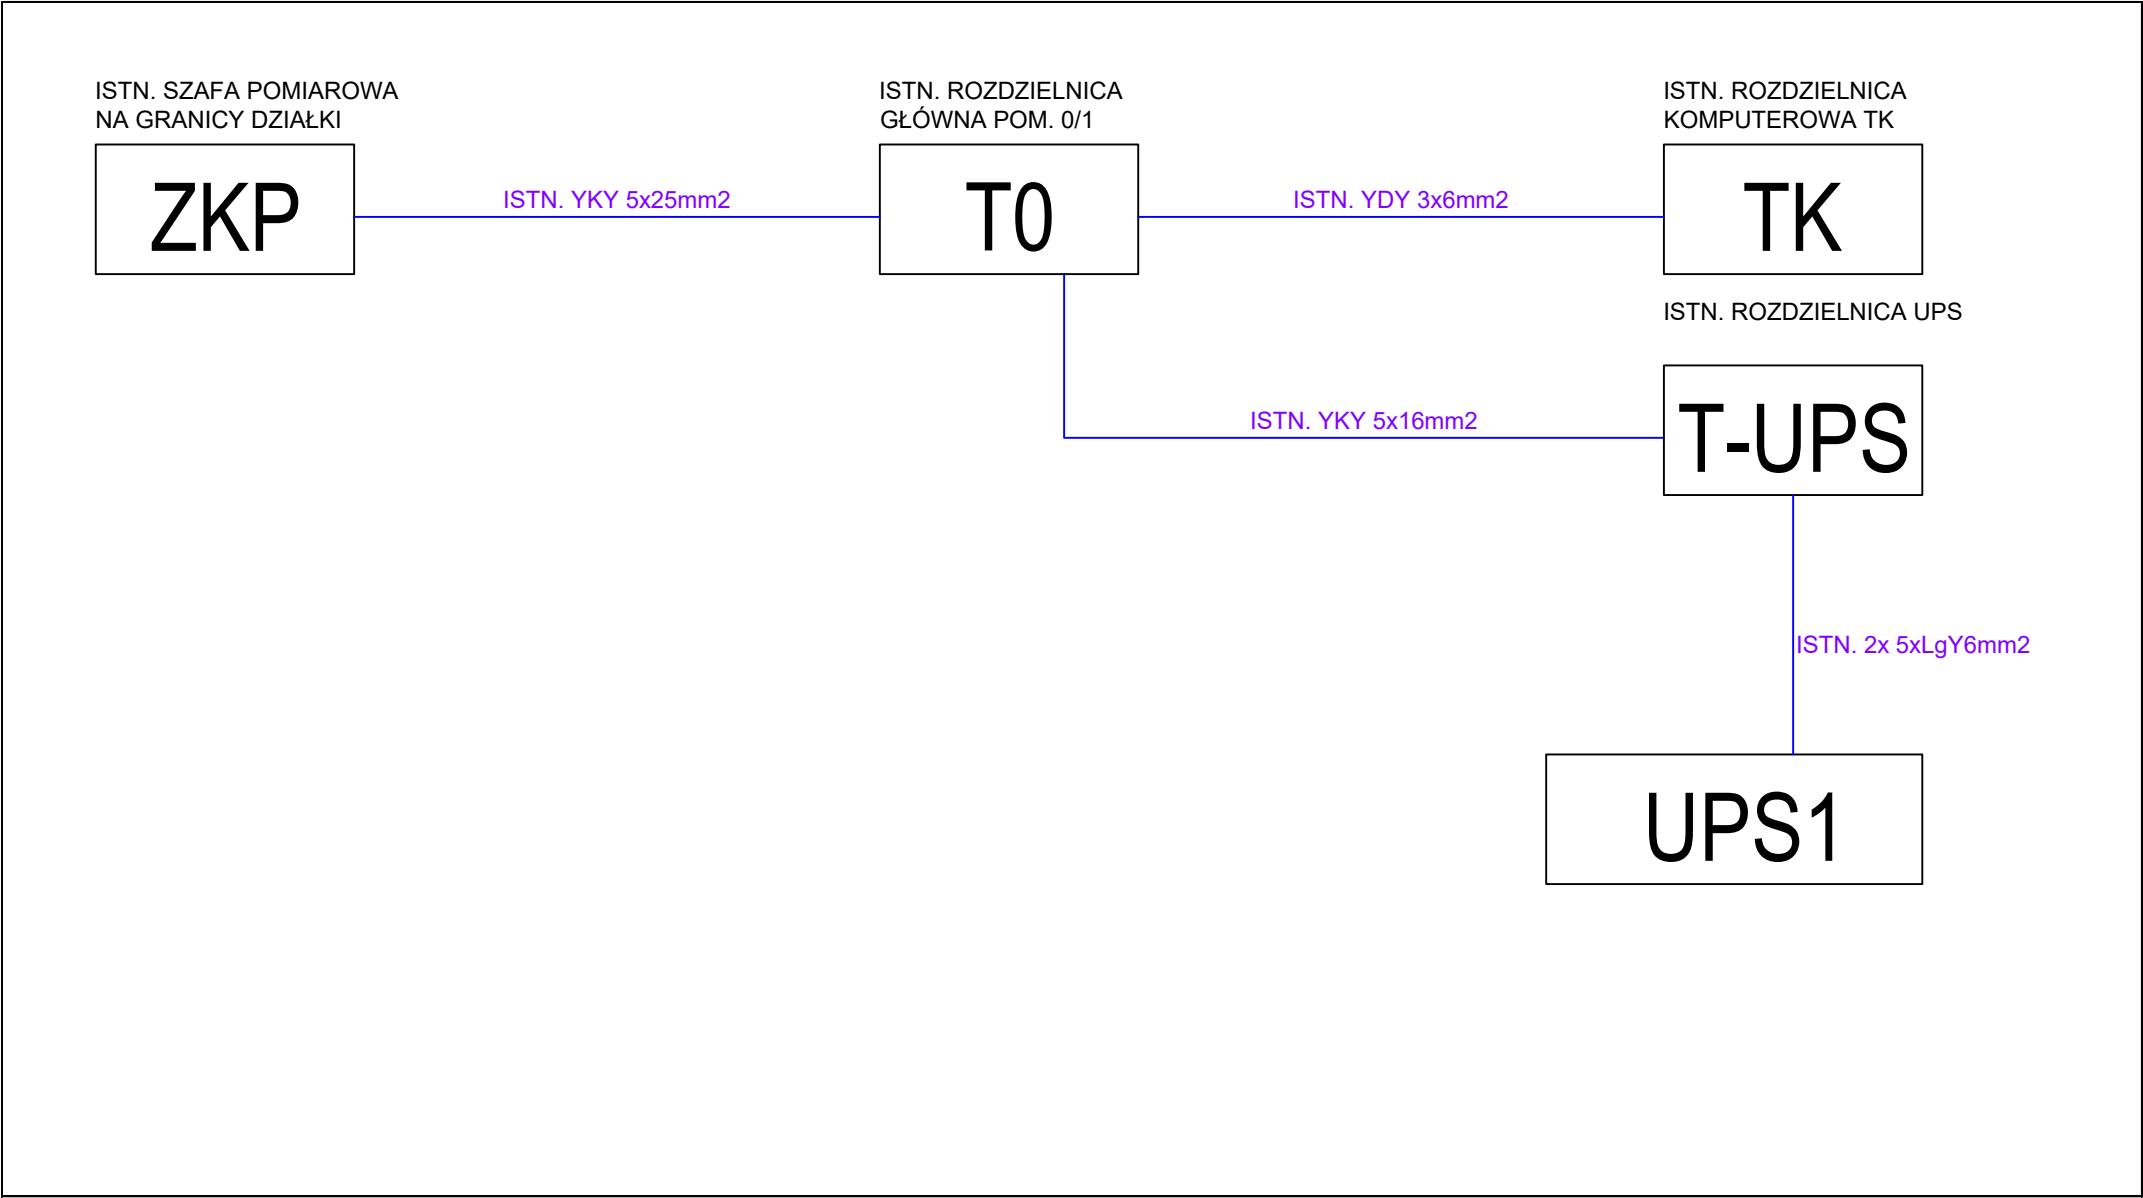 ISTN. SZAFA POMIAROWA
NA GRANICY DZIAŁKI
ZKP
ISTN. YKY 5x25mm2
ISTN. ROZDZIELNICA
GŁÓWNA POM. 0/1
T0
ISTN. YDY 3x6mm2
ISTN. ROZDZIELNICA
KOMPUTEROWA TK
TK
ISTN. ROZDZIELNICA UPS
T-UPS
ISTN. YKY 5x16mm2
ISTN. 2x 5xLgY6mm2
UPS1